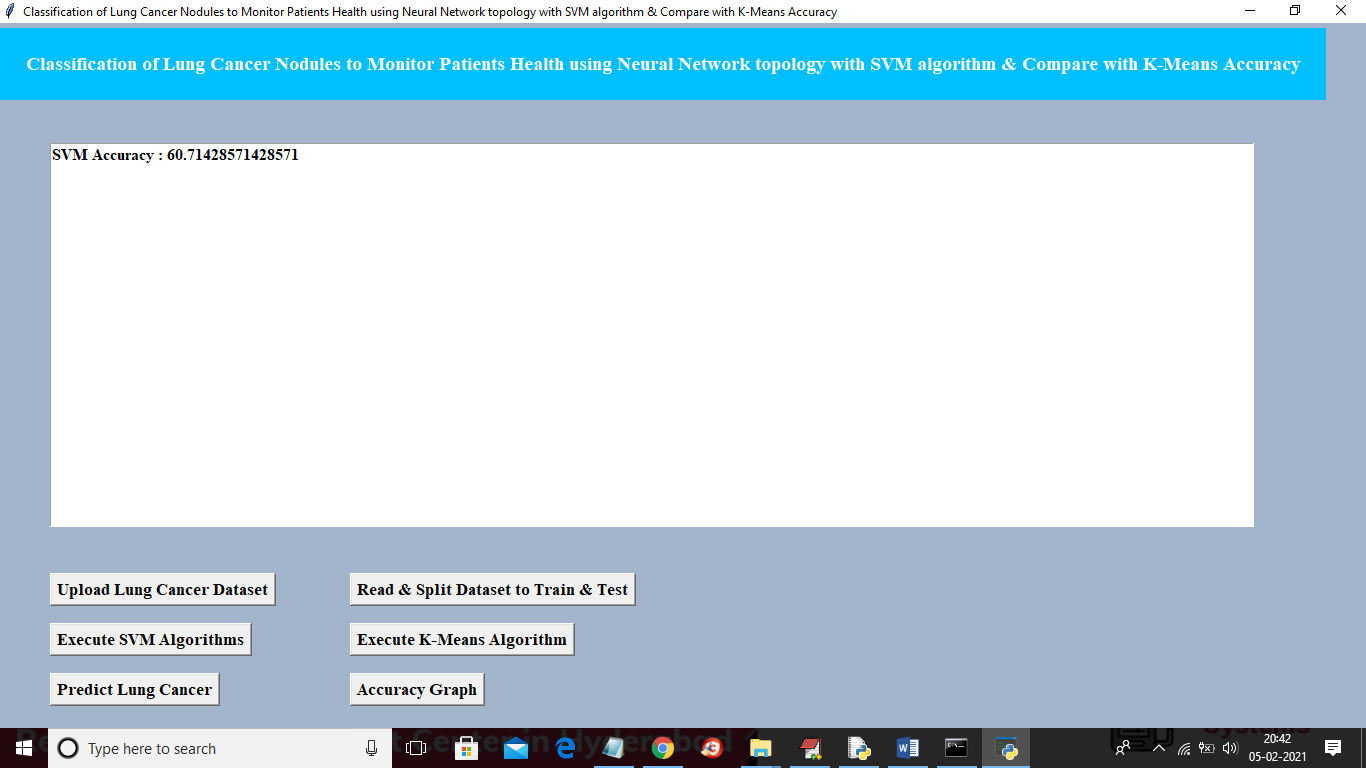 Classification of Lung Cancer Nodules to Monitor Patients Health using Neural Network topology with SVM algorithm & Compare with K-Means Accuracy
Classification of Lung Cancer Nodules to Monitor Patients Health using Neural Network topology with SVM algorithm & Compare with K-Means Accuracy
SVM Accuracy : 60.71428571428571
Upload Lung Cancer Dataset
Read & Split Dataset to Train & Test
Execute SVM Algorithms
Execute K-Means Algorithm
Predict Lung Cancer
Accuracy Graph
Type here to search
20:42
05-02-2021